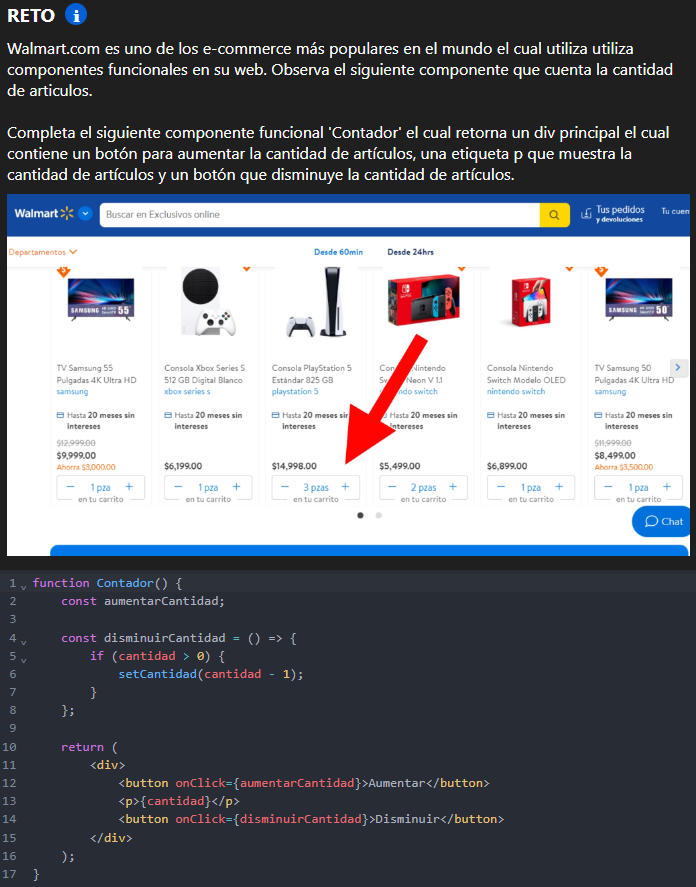 RETO i
Walmart.com es uno de los e-commerce más populares en el mundo el cual utiliza utiliza
componentes funcionales en su web. Observa el siguiente componente que cuenta la cantidad
de articulos.
Completa el siguiente componente funcional 'Contador' el cual retorna un div principal el cual
contiene un botón para aumentar la cantidad de artículos, una etiqueta p que muestra la
cantidad de artículos y un botón que disminuye la cantidad de artículos.
Walmart Buscar en Exclusivos online Tus pedidos y devoluciones Tu cuen
Departamentos Desde 60min Desde 24hrs
SAMSUNG 55" SAMSUNG 50"
TV Samsung 55 Consola Xbox Series S Consola PlayStation 5 C Nintendo Consola Nintendo TV Samsung 50
Pulgadas 4K Ultra HD 512 GB Digital Blanco Estándar 825 GB Neon V 1.1 Switch Modelo OLED Pulgadas 4K Ultra HD
samsung xbox series s playstation 5 switch nintendo switch samsung
Hasta 20 meses sin Hasta 20 meses sin Hasta 20 meses sin 20 meses sin Hasta 20 meses sin Hasta 20 meses sin
intereses intereses intereses intereses intereses intereses
$12,999.00 $11,999.00
$9,999.00 $8,499.00
Ahorra $3,000.00 $6,199.00 $14,998.00 $5,499.00 $6,899.00 Ahorra $3,500.00
− 1 pza + − 1 pza + − 3 pzas + − 2 pzas + − 1 pza + − 1 pza +
en tu carrito en tu carrito en tu carrito en tu carrito en tu carrito en tu carrito
Chat
1 function Contador() {
2 const aumentarCantidad;
3
4 const disminuirCantidad = () => {
5 if (cantidad > 0) {
6 setCantidad(cantidad - 1);
7 }
8 };
9
10 return (
11 <div>
12 <button onClick={aumentarCantidad}>Aumentar</button>
13 <p>{cantidad}</p>
14 <button onClick={disminuirCantidad}>Disminuir</button>
15 </div>
16 );
17 }